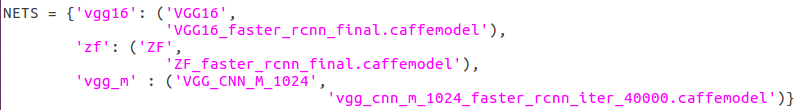 NETS = {'vgg16': ('VGG16',
'VGG16_faster_rcnn_final.caffemodel'),
'zf': ('ZF',
'ZF_faster_rcnn_final.caffemodel'),
'vgg_m' : ('VGG_CNN_M_1024',
'vgg_cnn_m_1024_faster_rcnn_iter_40000.caffemodel')}